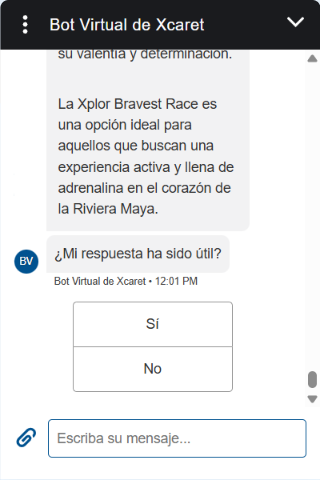 Bot Virtual de Xcaret
su valentía y determinación.
La Xplor Bravest Race es
una opción ideal para
aquellos que buscan una
experiencia activa y llena de
adrenalina en el corazón de
la Riviera Maya.
¿Mi respuesta ha sido útil?
BV
Bot Virtual de Xcaret • 12:01 PM
Sí
No
Escriba su mensaje...